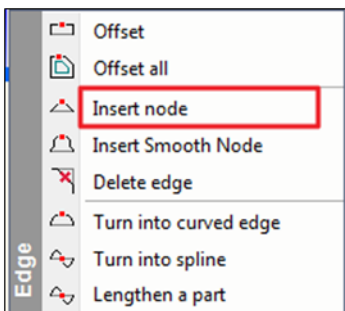 Offset
Offset all
Insert node
Insert Smooth Node
Delete edge
Turn into curved edge
Turn into spline
Lengthen a part
Edge